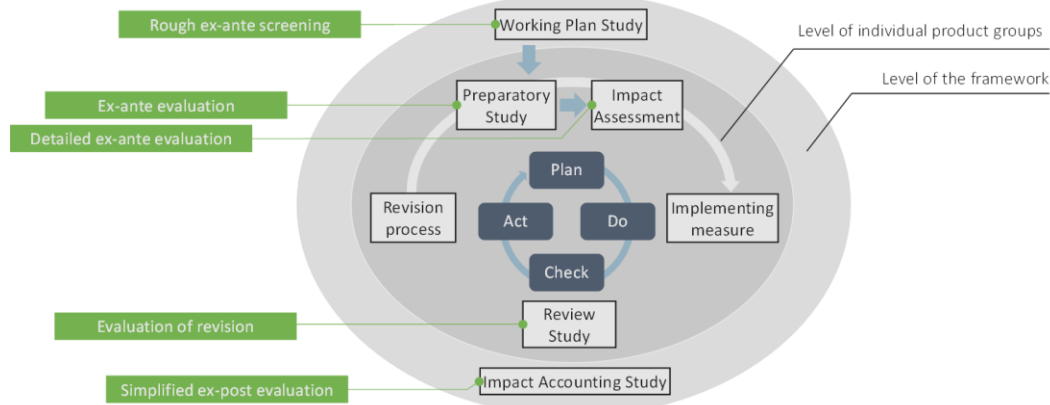 Rough ex-ante screening
Working Plan Study
Level of individual product groups
Level of the framework
Ex-ante evaluation
Preparatory
Study
Impact
Assessment
Detailed ex-ante evaluation
Plan
Revision
process
Act
Do
Implementing
measure
Check
Evaluation of revision
Review
Study
Simplified ex-post evaluation
Impact Accounting Study